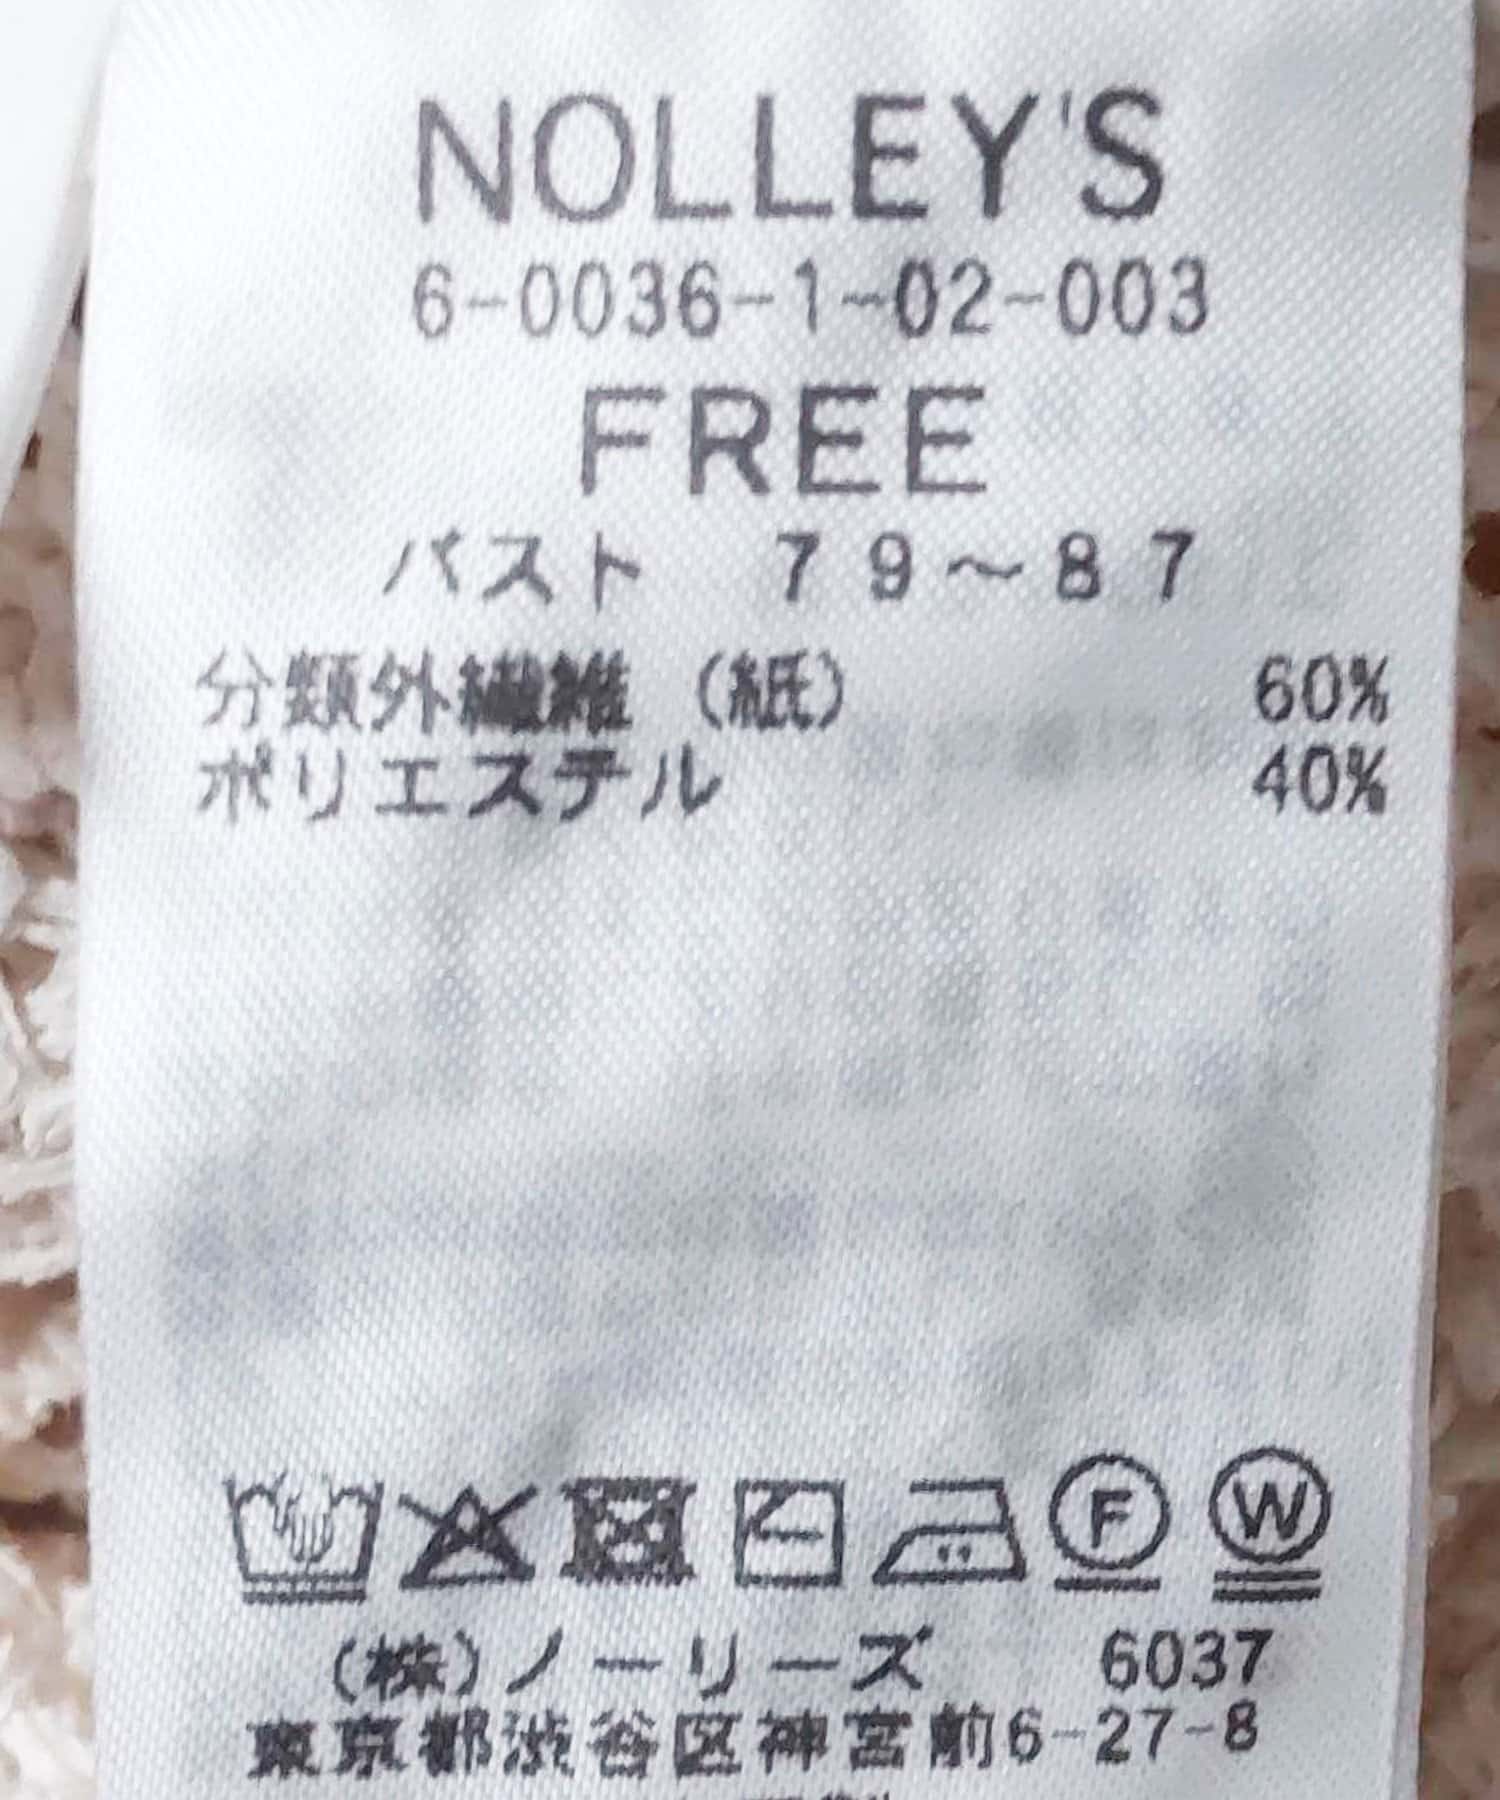 NOLLEY'S
6-0036-1-02-003
FREE
バスト 79〜87
分類外繊維(紙) 60%
ポリエステル 40%
F W
(株)ノーリーズ 6037
東京都渋谷区神宮前6-27-8